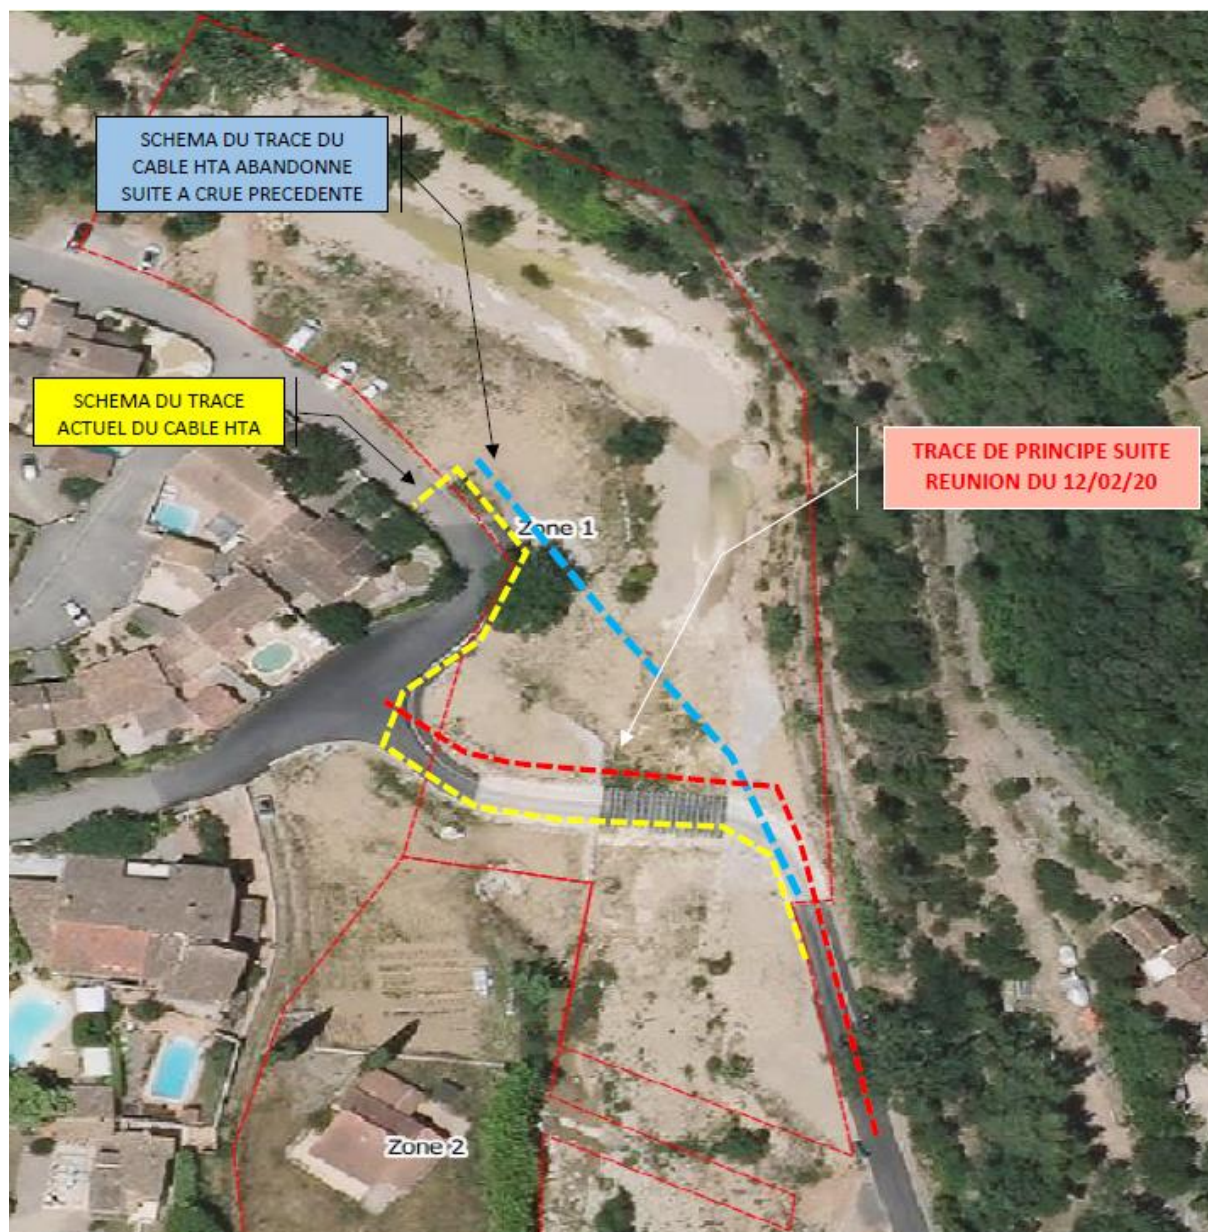 SCHEMA DU TRACE DU
CABLE HTA ABANDONNE
SUITE A CRUE PRECEDENTE
SCHEMA DU TRACE
ACTUEL DU CABLE HTA
TRACE DE PRINCIPE SUITE
REUNION DU 12/02/20
Zone 1
Zone 2